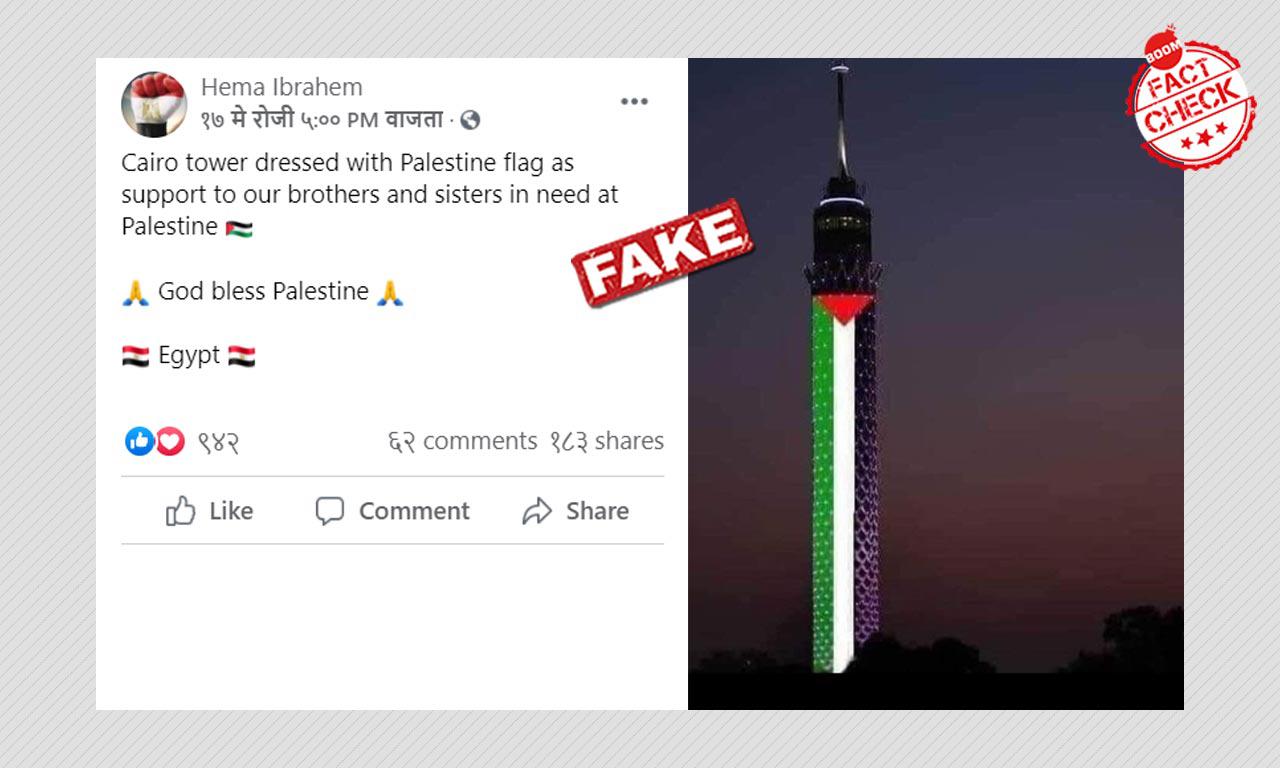 Hema Ibrahem
१७ मे रोजी ५:०० PM वाजता ·
Cairo tower dressed with Palestine flag as
support to our brothers and sisters in need at
Palestine 🇵🇸
🙏 God bless Palestine 🙏
🇪🇬 Egypt 🇪🇬
९४२ ६२ comments १८३ shares
Like Comment Share
FAKE
BOOM
FACT
CHECK